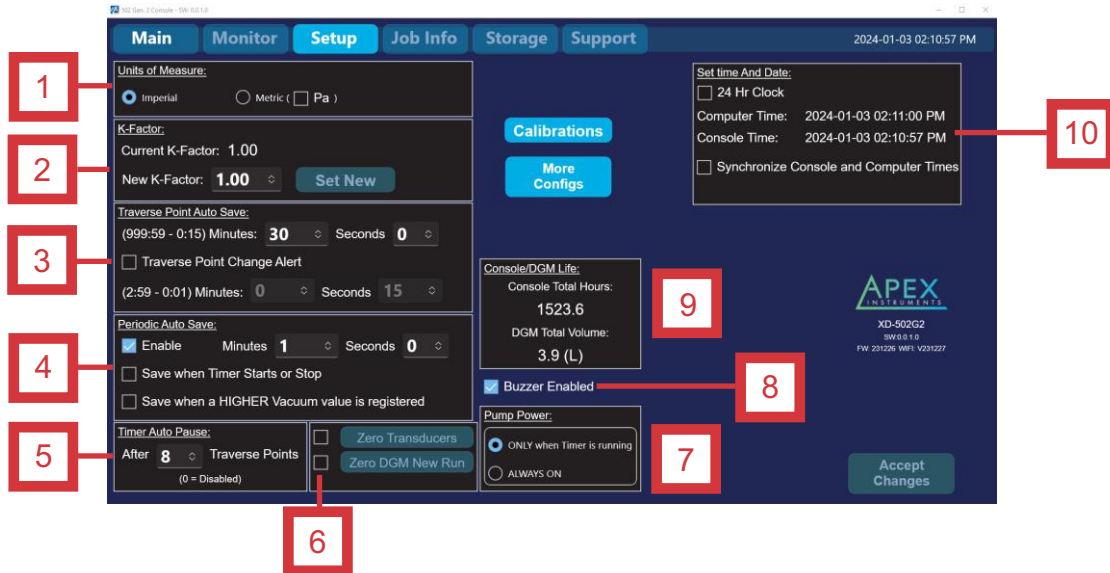 502 Gen-2 Console - SW: 0.0.1.0
Main Monitor Setup Job Info Storage Support 2024-01-03 02:10:57 PM
1
Units of Measure:
Imperial Metric ( Pa )
2
K-Factor:
Current K-Factor: 1.00
New K-Factor: 1.00 Set New
3
Traverse Point Auto Save:
(999:59 - 0:15) Minutes: 30 Seconds 0
Traverse Point Change Alert
(2:59 - 0:01) Minutes: 0 Seconds 15
4
Periodic Auto Save:
Enable Minutes 1 Seconds 0
Save when Timer Starts or Stop
Save when a HIGHER Vacuum value is registered
5
Timer Auto Pause:
After 8 Traverse Points
(0 = Disabled)
Zero Transducers
Zero DGM New Run
6
Calibrations
More
Configs
Console/DGM Life:
Console Total Hours:
1523.6
DGM Total Volume:
3.9 (L)
9
Buzzer Enabled
8
Pump Power:
ONLY when Timer is running
ALWAYS ON
7
Set time And Date:
24 Hr Clock
Computer Time: 2024-01-03 02:11:00 PM
Console Time: 2024-01-03 02:10:57 PM
Synchronize Console and Computer Times
10
APEX
INSTRUMENTS
XD-502G2
SW:0.0.1.0
FW: 231226 WIFI: V231227
Accept
Changes